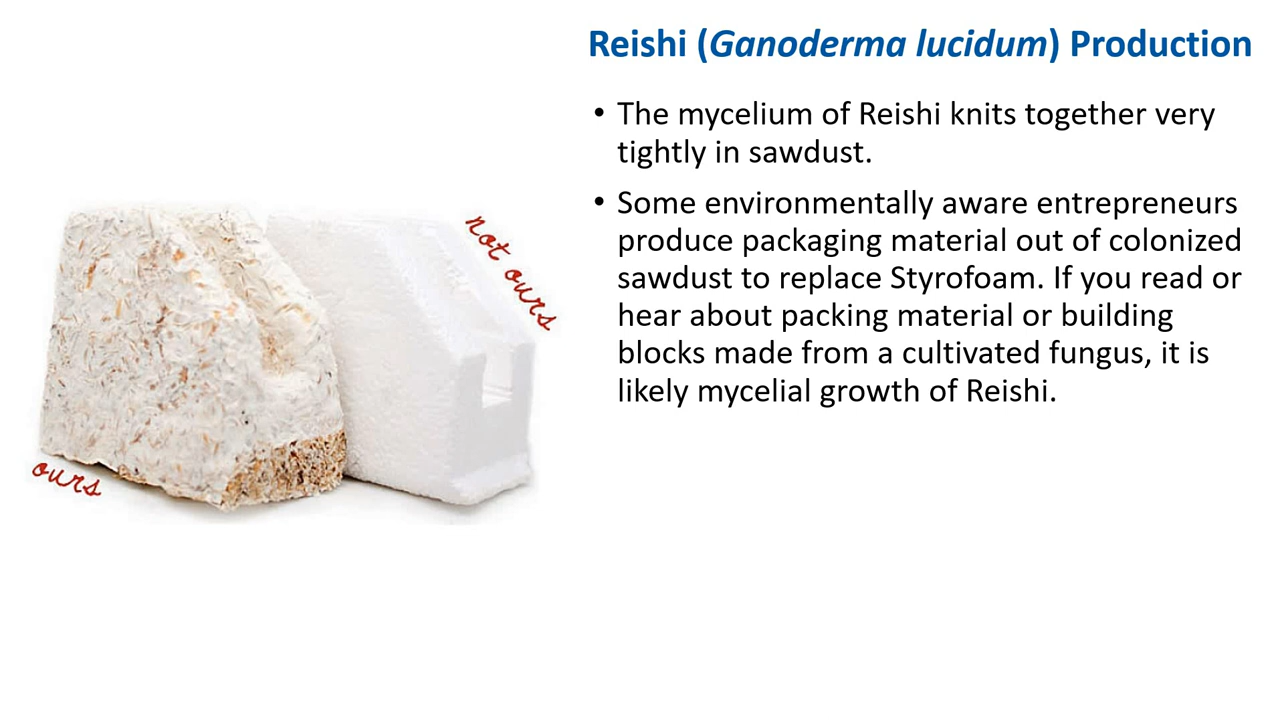 Reishi (Ganoderma lucidum) Production
• The mycelium of Reishi knits together very
tightly in sawdust.
• Some environmentally aware entrepreneurs
produce packaging material out of colonized
sawdust to replace Styrofoam. If you read or
hear about packing material or building
blocks made from a cultivated fungus, it is
likely mycelial growth of Reishi.
not ours
ours